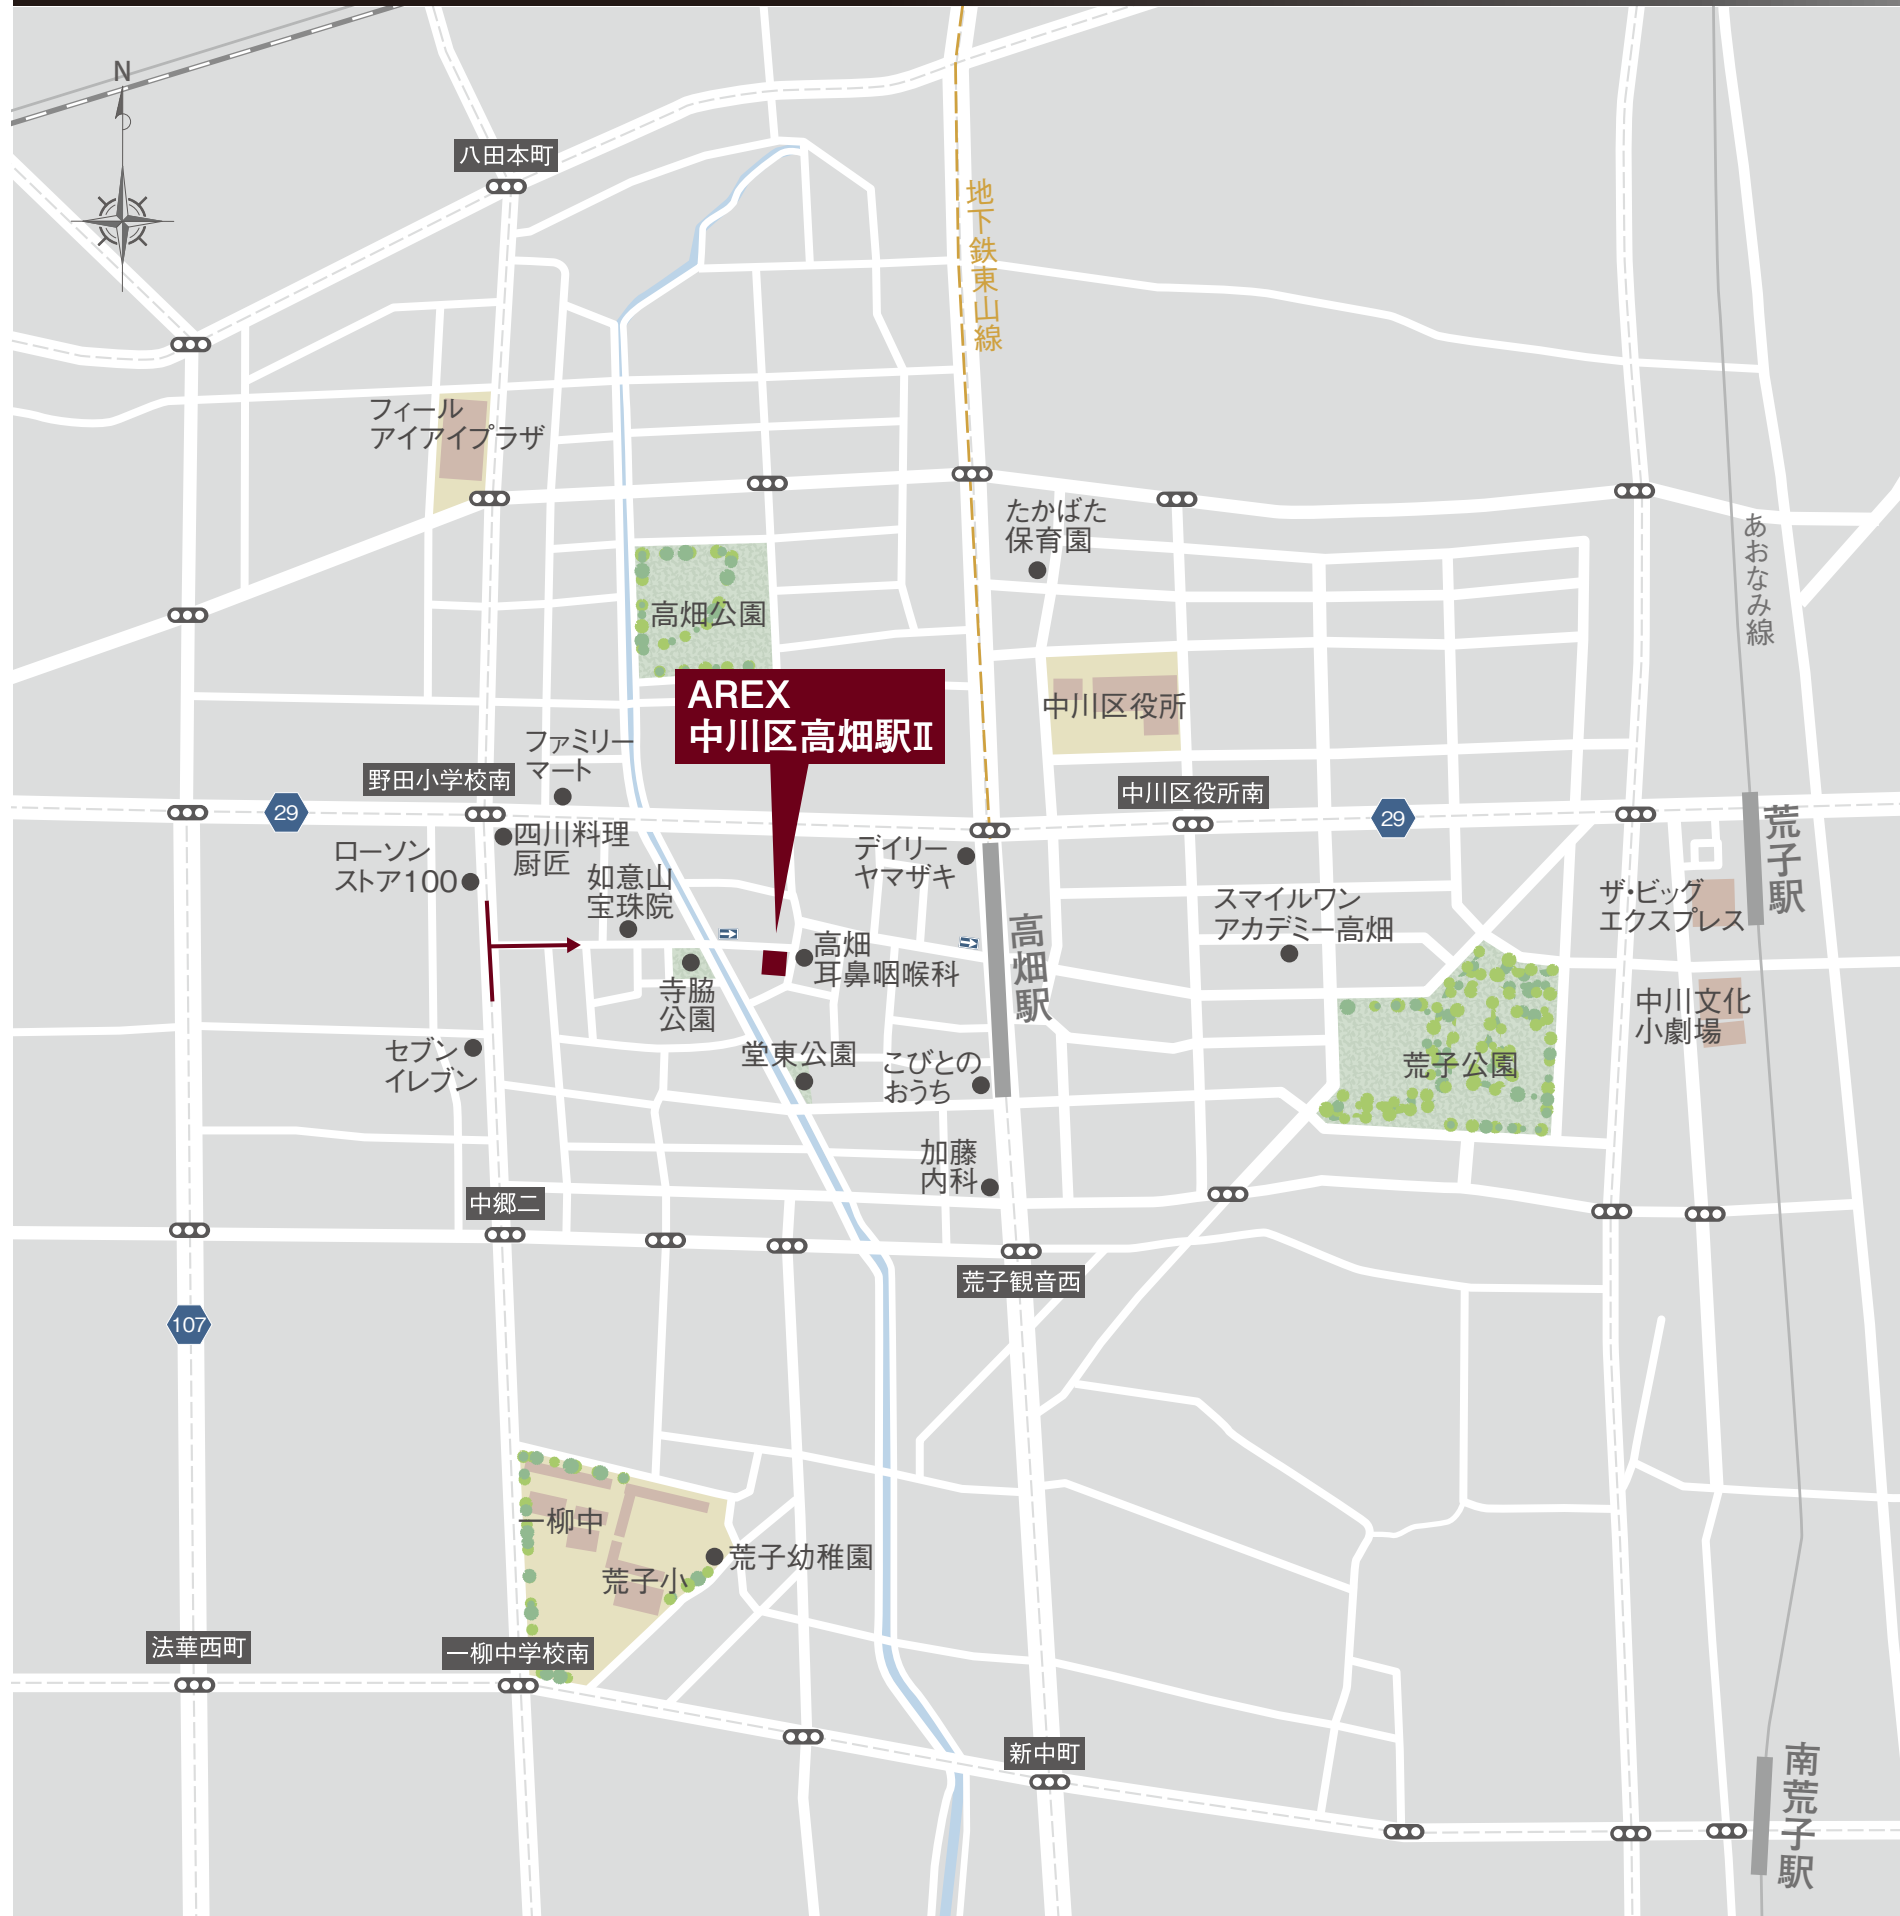 N
八田本町
地下鉄東山線
フィール
アイアイプラザ
たかばた
保育園
あおなみ線
高畑公園
AREX
中川区高畑駅Ⅱ
中川区役所
ファミリー
マート
野田小学校南
中川区役所南
29
29
荒子駅
四川料理
厨匠
ローソン
ストア100
デイリー
ヤマザキ
如意山
宝珠院
スマイルワン
アカデミー高畑
ザ・ビッグ
エクスプレス
高畑駅
高畑
耳鼻咽喉科
寺脇
公園
中川文化
小劇場
セブン
イレブン
堂東公園
こびとの
おうち
荒子公園
加藤
内科
中郷二
荒子観音西
107
一柳中
荒子幼稚園
荒子小
法華西町
一柳中学校南
新中町
南荒子駅